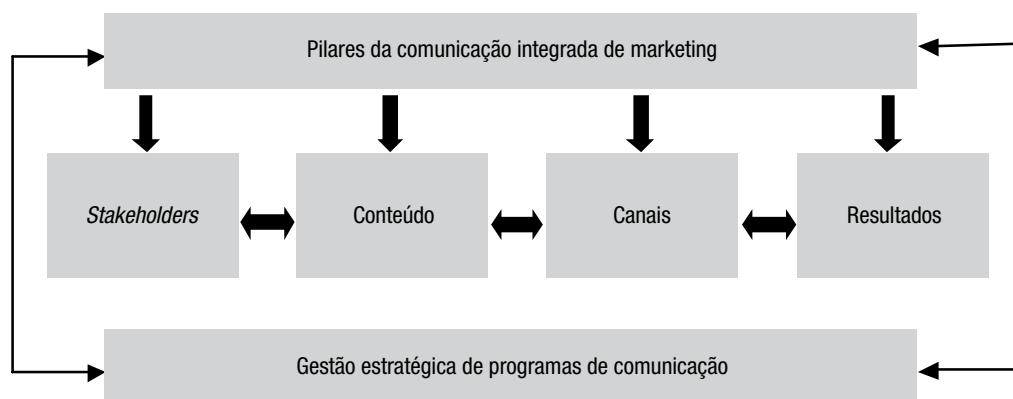 Pilares da comunicação integrada de marketing
Stakeholders
Conteúdo
Canais
Resultados
Gestão estratégica de programas de comunicação